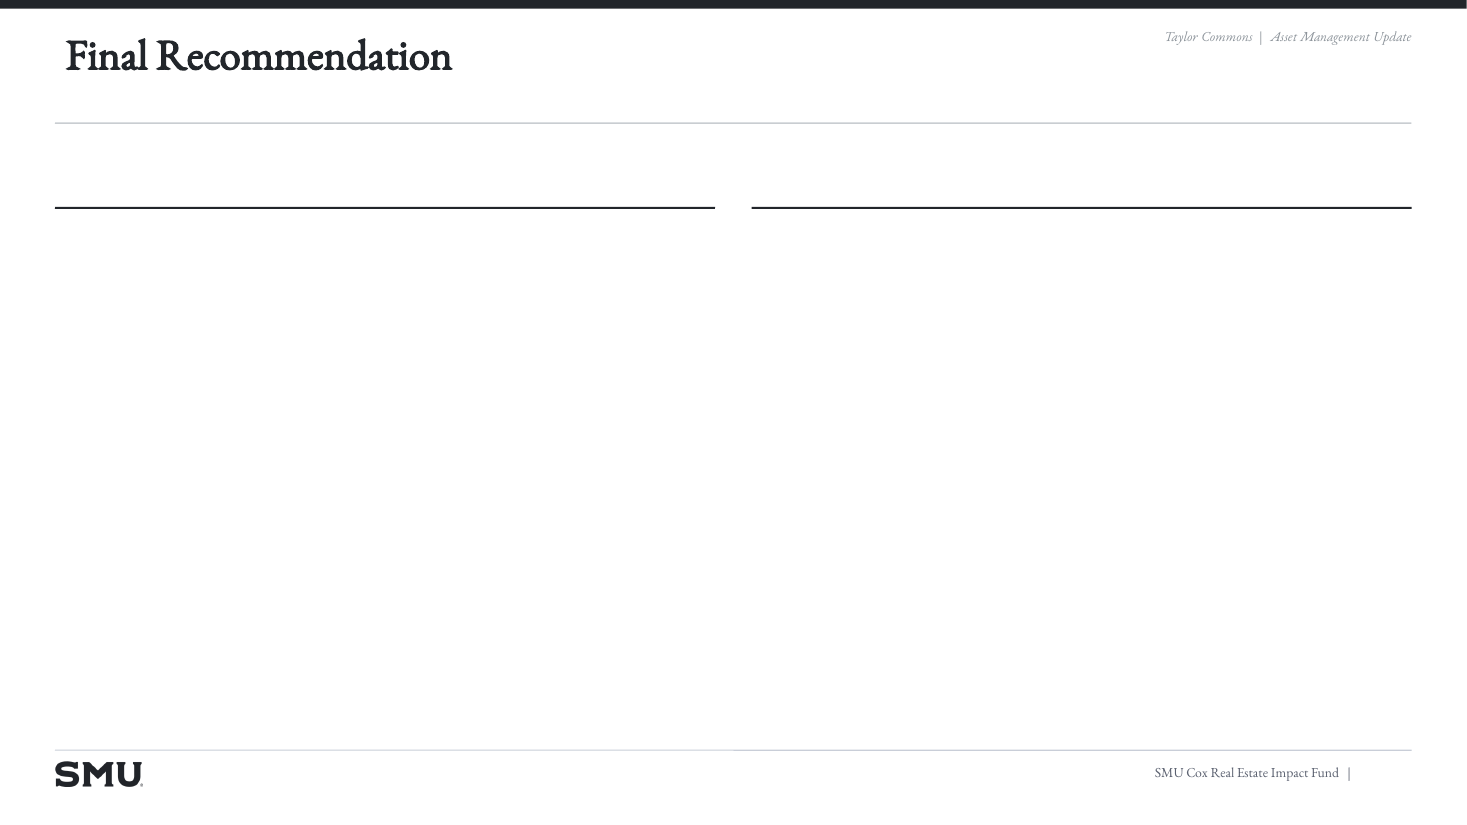 Final Recommendation
Taylor Commons | Asset Management Update
SMU
SMU Cox Real Estate Impact Fund |